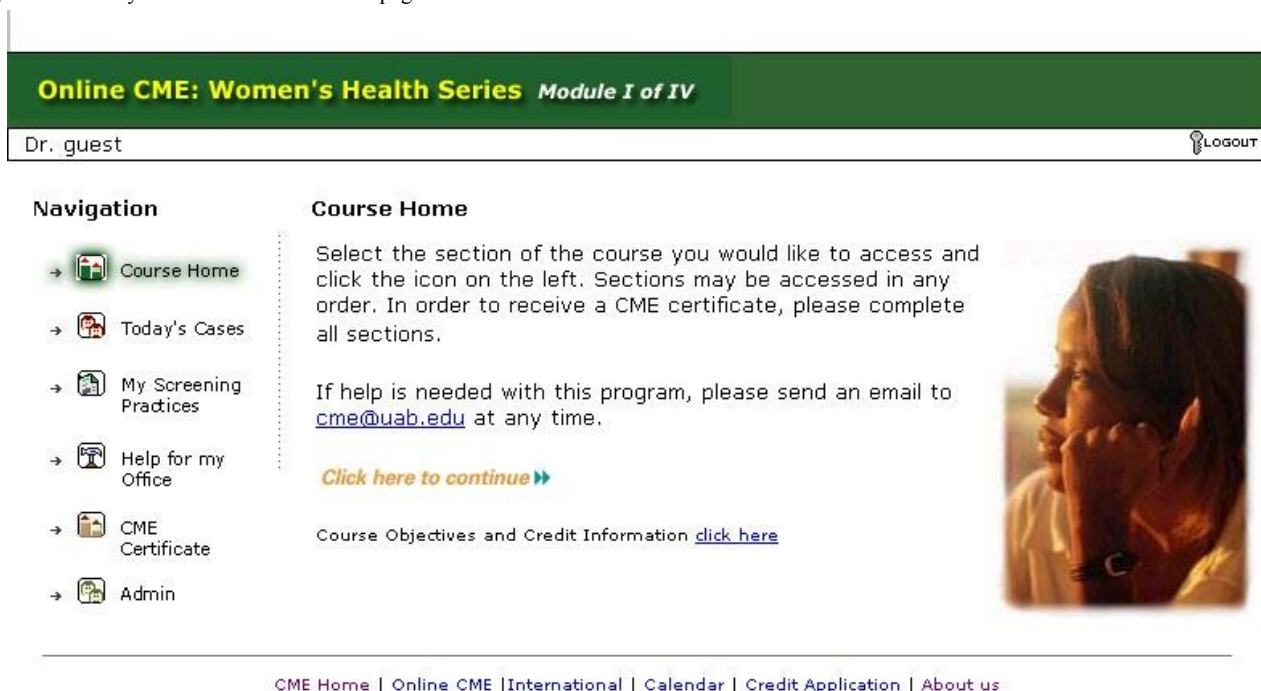 Online CME: Women's Health Series Module I of IV
Dr. guest
LOGOUT
Navigation
Course Home
Today's Cases
My Screening
Practices
Help for my
Office
CME
Certificate
Admin
Course Home
Select the section of the course you would like to access and
click the icon on the left. Sections may be accessed in any
order. In order to receive a CME certificate, please complete
all sections.
If help is needed with this program, please send an email to
cme@uab.edu at any time.
Click here to continue
Course Objectives and Credit Information click here
CME Home | Online CME |International | Calendar | Credit Application | About us